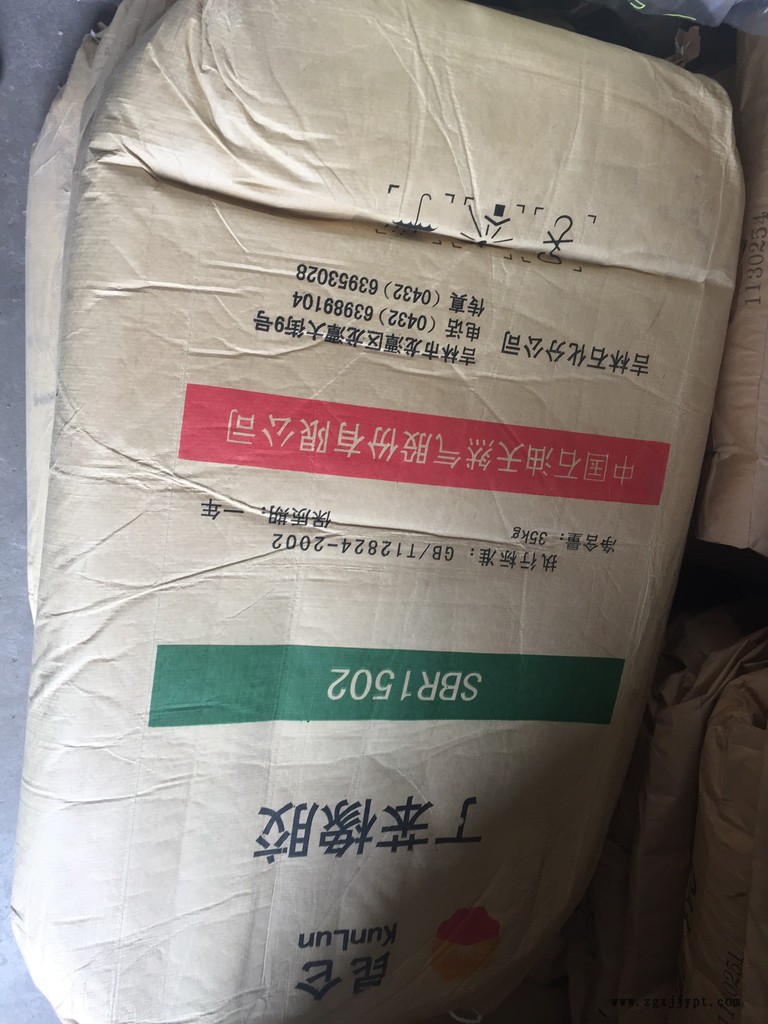 昆仑
KunLun
丁苯橡胶
SBR1502
执行标准：GB/T12824-2002
净含量：35kg 保质期：一年
中国石油天然气股份有限公司
吉林石化分公司 吉林市龙潭区龙潭大街9号
电话（0432）63989104
传真（0432）63953028
1130254
www.zgxjjypt.com